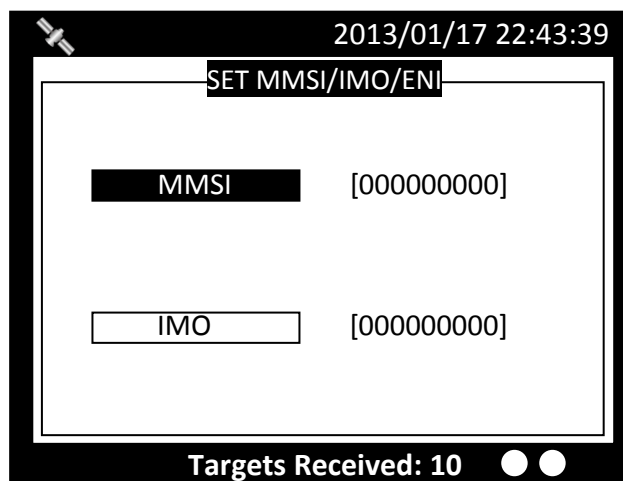 2013/01/17 22:43:39
SET MMSI/IMO/ENI
MMSI [000000000]
IMO [000000000]
Targets Received: 10